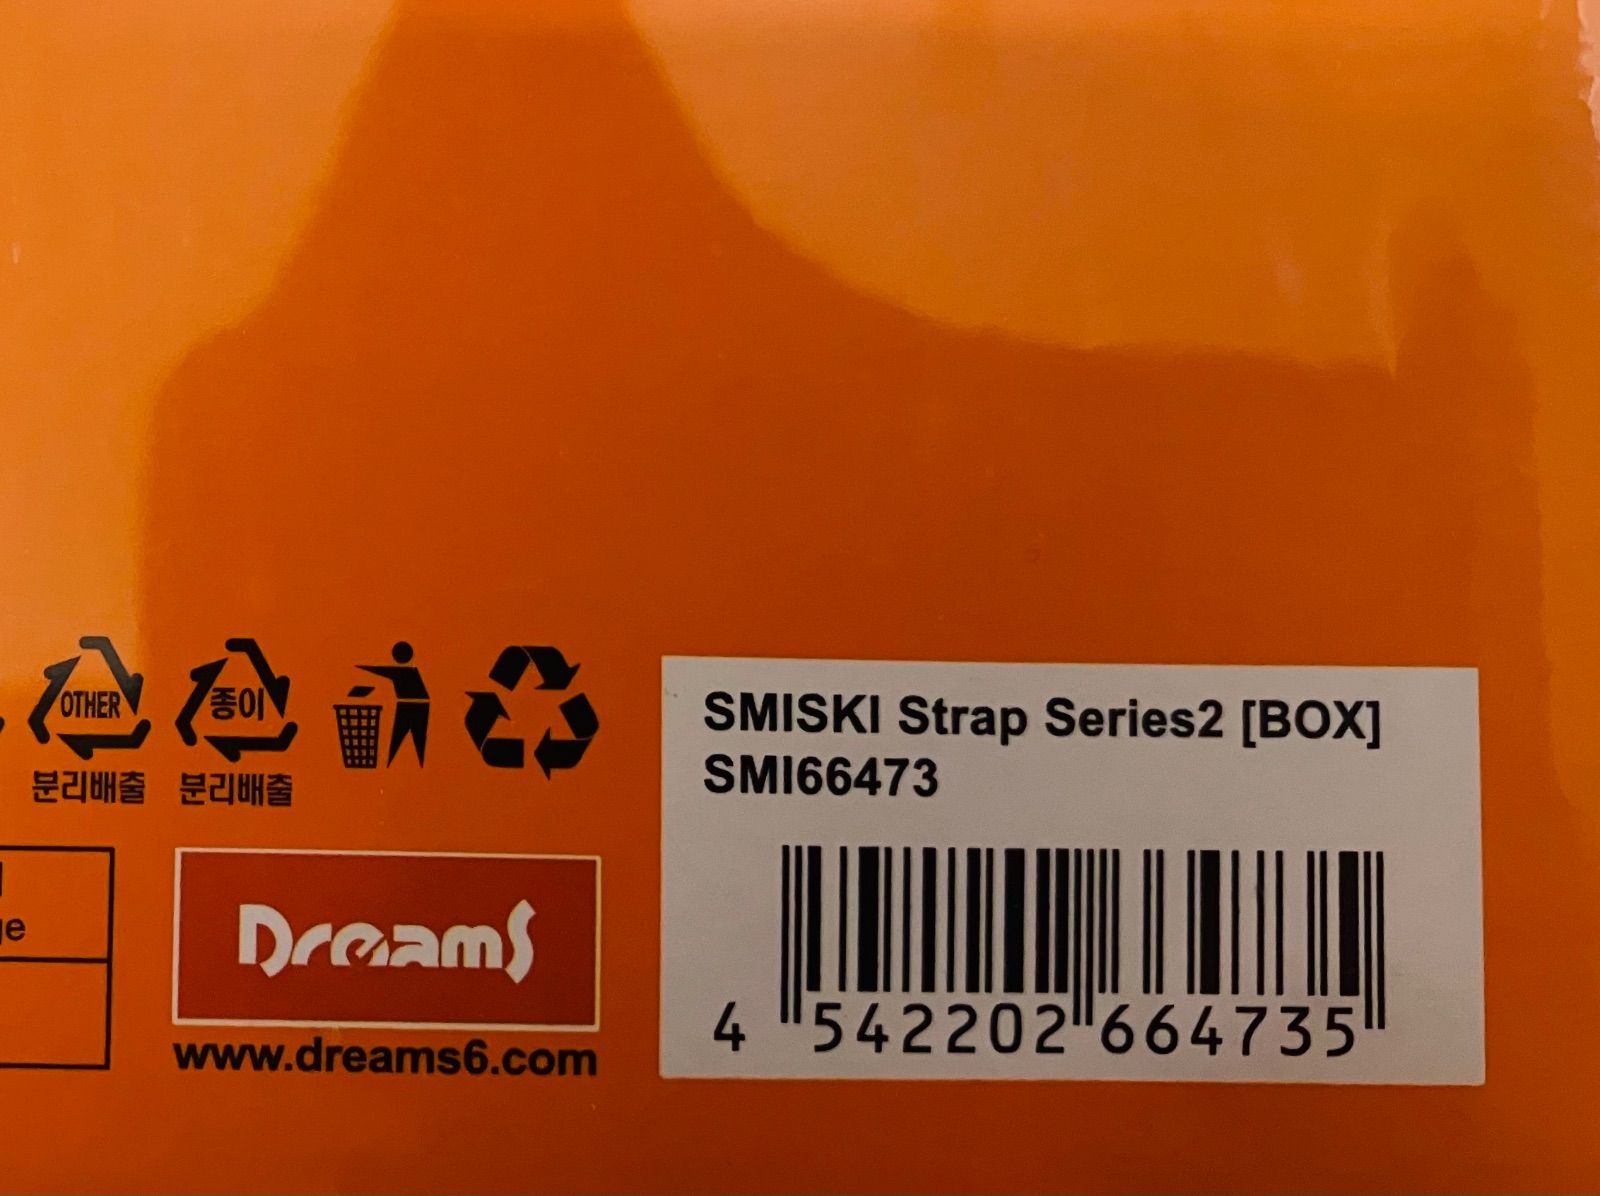 OTHER
분리배출
종이
분리배출
SMISKI Strap Series2 [BOX]
SMI66473
4 542202 664735
DreamS
www.dreams6.com